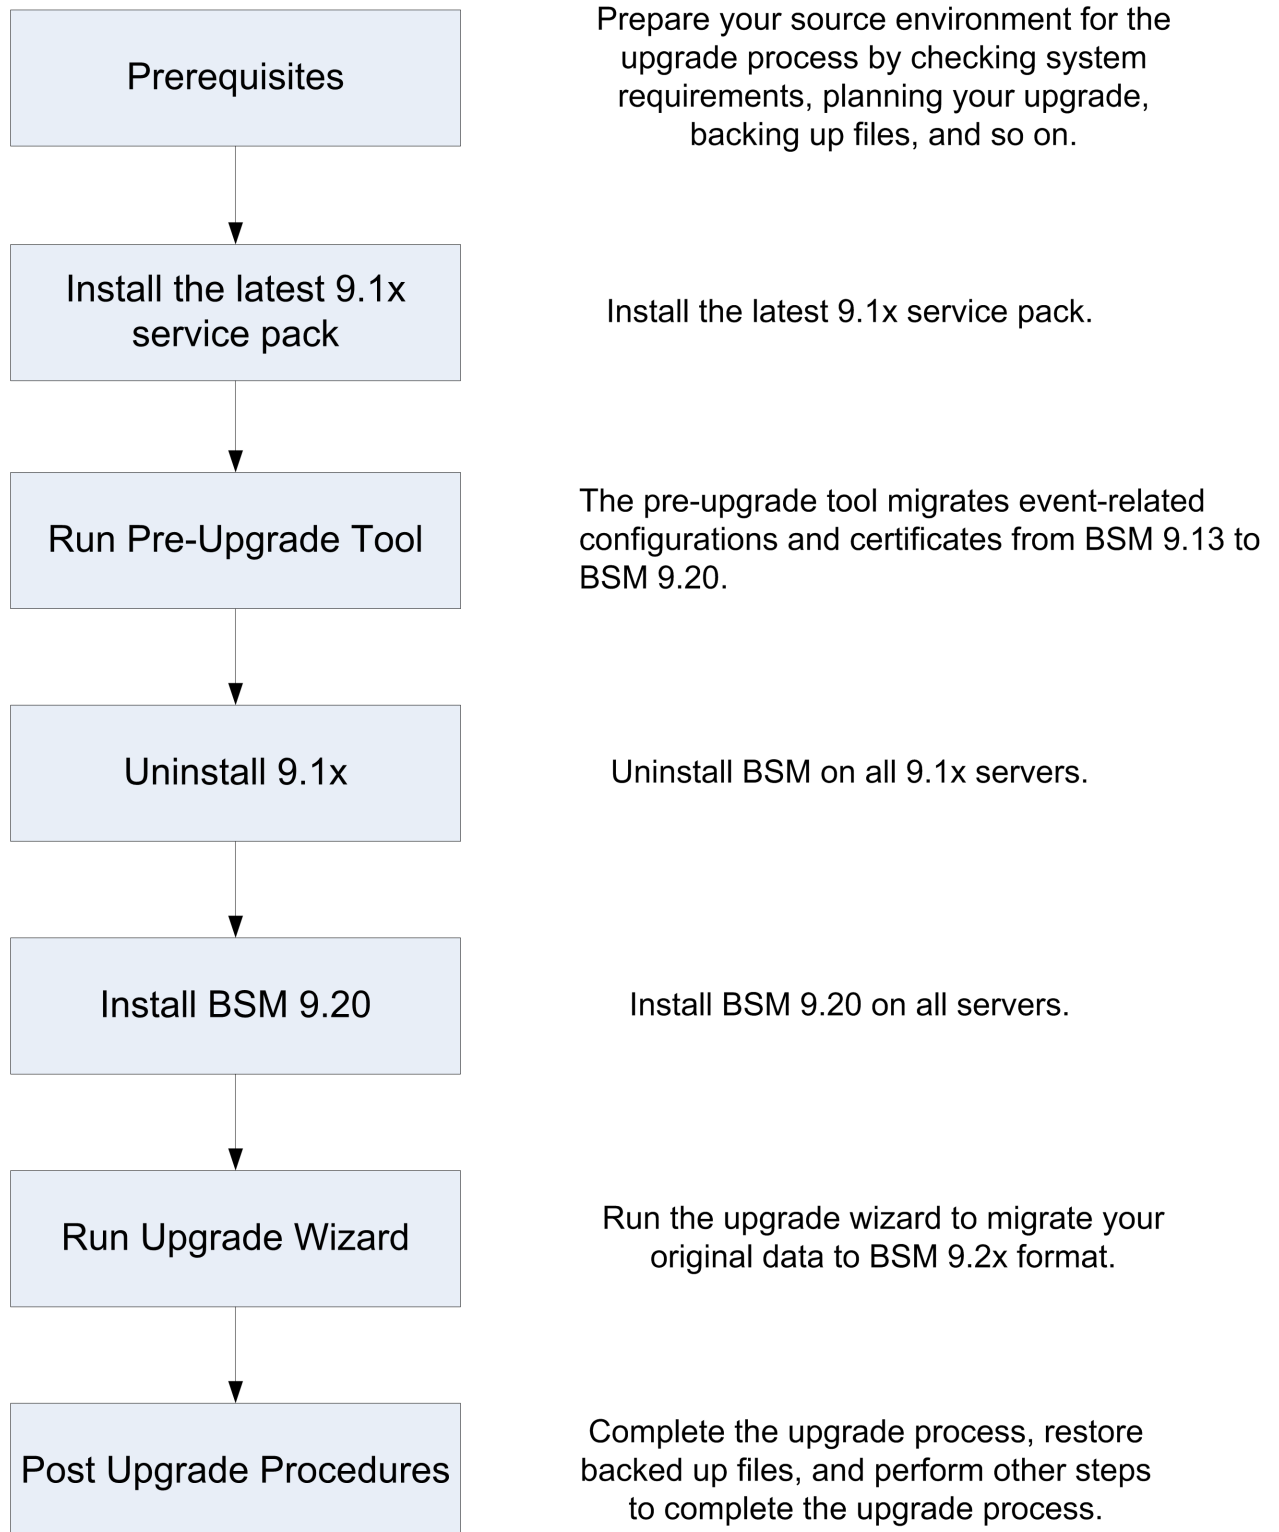 Prerequisites
Prepare your source environment for the
upgrade process by checking system
requirements, planning your upgrade,
backing up files, and so on.
Install the latest 9.1x
service pack
Install the latest 9.1x service pack.
Run Pre-Upgrade Tool
The pre-upgrade tool migrates event-related
configurations and certificates from BSM 9.13 to
BSM 9.20.
Uninstall 9.1x
Uninstall BSM on all 9.1x servers.
Install BSM 9.20
Install BSM 9.20 on all servers.
Run Upgrade Wizard
Run the upgrade wizard to migrate your
original data to BSM 9.2x format.
Post Upgrade Procedures
Complete the upgrade process, restore
backed up files, and perform other steps
to complete the upgrade process.